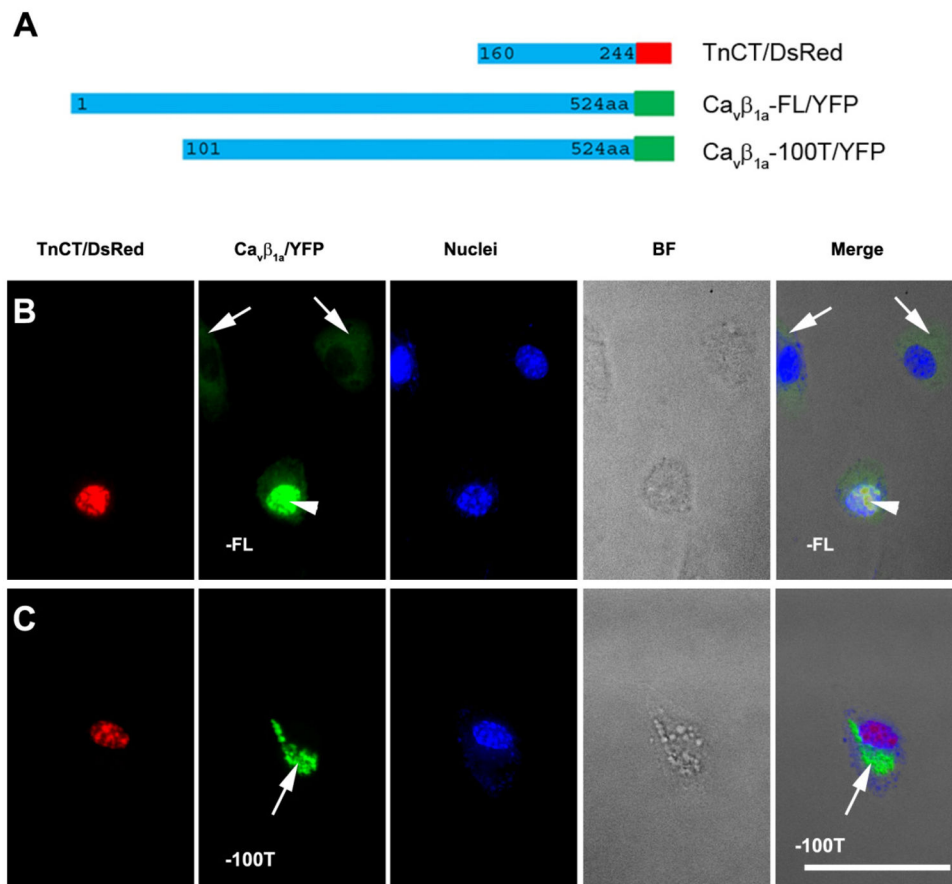 A
160 244 TnCT/DsRed
1 524aa Caᵥβ₁ₐ-FL/YFP
101 524aa Caᵥβ₁ₐ-100T/YFP
TnCT/DsRed Caᵥβ₁ₐ/YFP Nuclei BF Merge
B
-FL -FL
C
-100T -100T